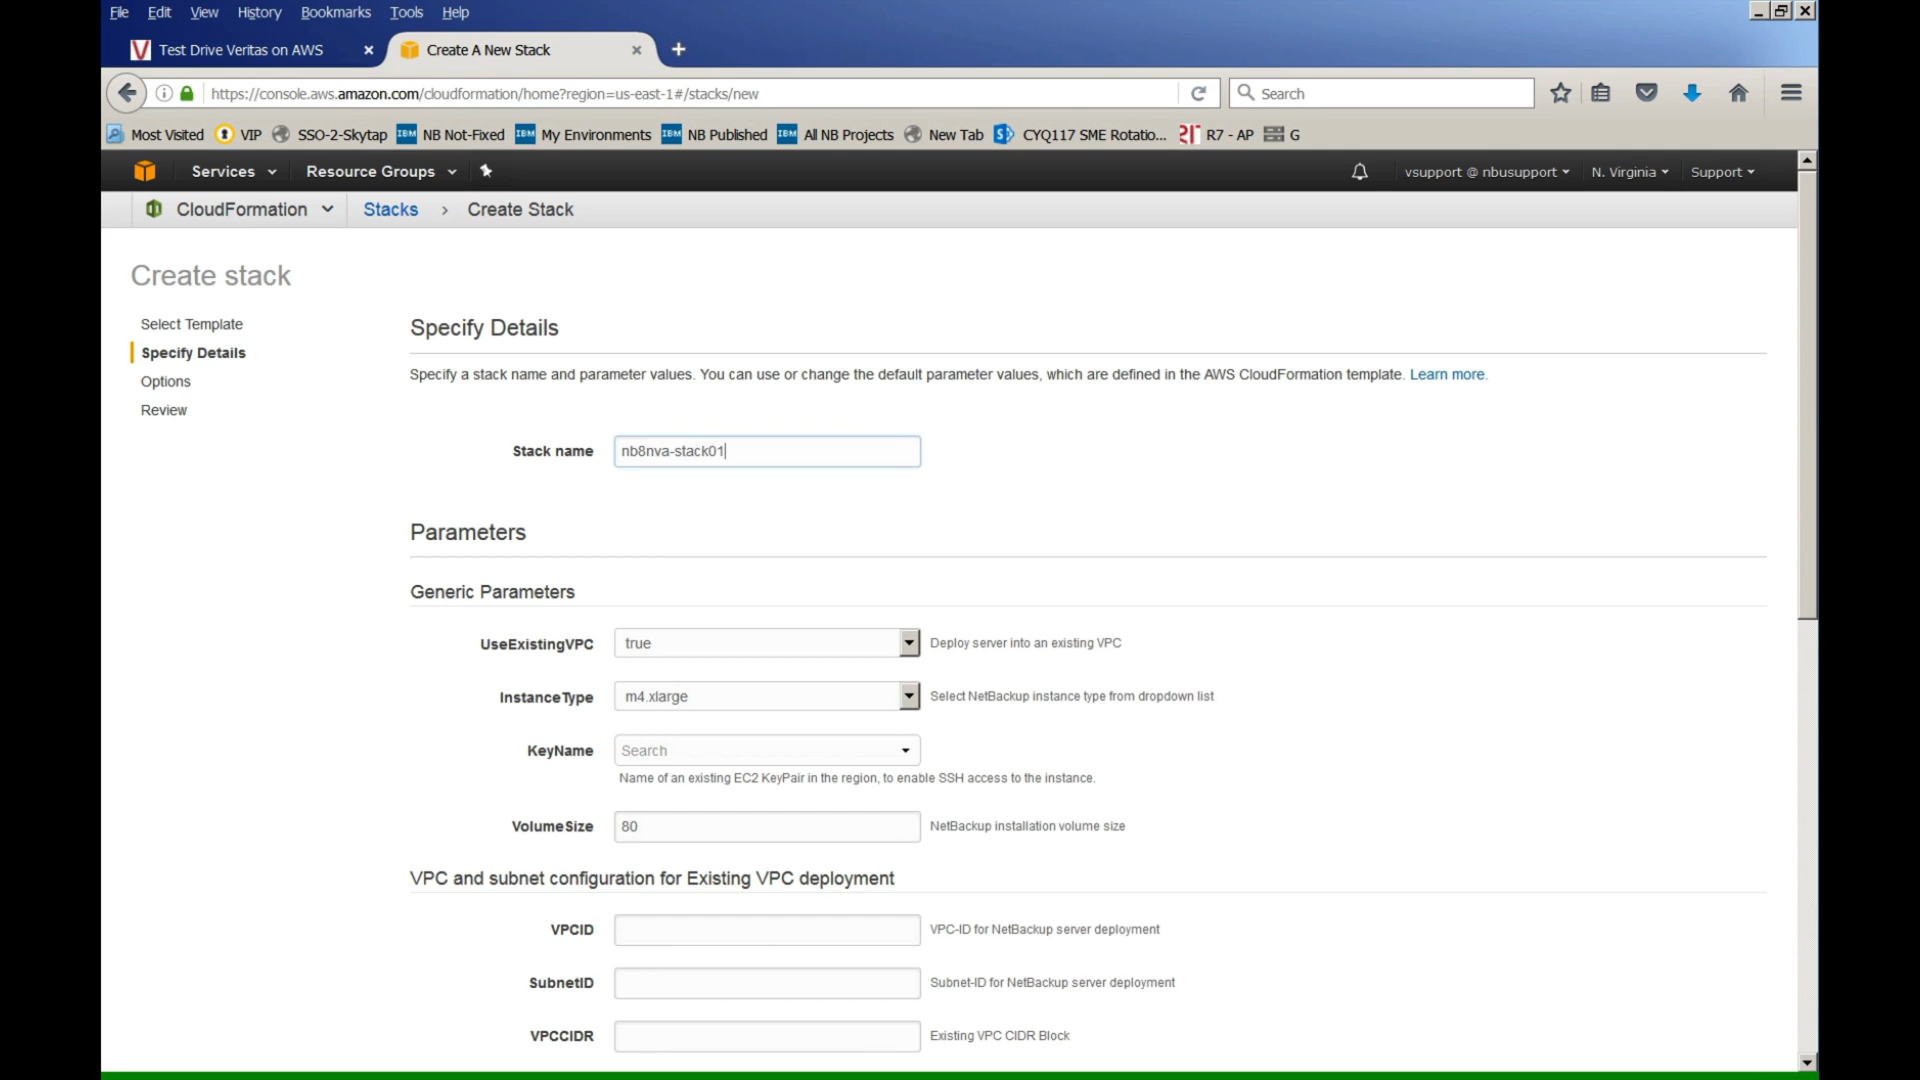 File Edit View History Bookmarks Tools Help
Test Drive Veritas on AWS × Create A New Stack × +
https://console.aws.amazon.com/cloudformation/home?region=us-east-1#/stacks/new Search
Most Visited VIP SSO-2-Skytap IBM NB Not-Fixed IBM My Environments IBM NB Published IBM All NB Projects New Tab CYQ117 SME Rotatio... R7 - AP G
Services Resource Groups vsupport @ nbusupport N. Virginia Support
CloudFormation Stacks › Create Stack
Create stack
Select Template
Specify Details
Options
Review
Specify Details
Specify a stack name and parameter values. You can use or change the default parameter values, which are defined in the AWS CloudFormation template. Learn more.
Stack name nb8nva-stack01
Parameters
Generic Parameters
UseExistingVPC true Deploy server into an existing VPC
InstanceType m4.xlarge Select NetBackup instance type from dropdown list
KeyName Search
Name of an existing EC2 KeyPair in the region, to enable SSH access to the instance.
VolumeSize 80 NetBackup installation volume size
VPC and subnet configuration for Existing VPC deployment
VPCID VPC-ID for NetBackup server deployment
SubnetID Subnet-ID for NetBackup server deployment
VPCCIDR Existing VPC CIDR Block